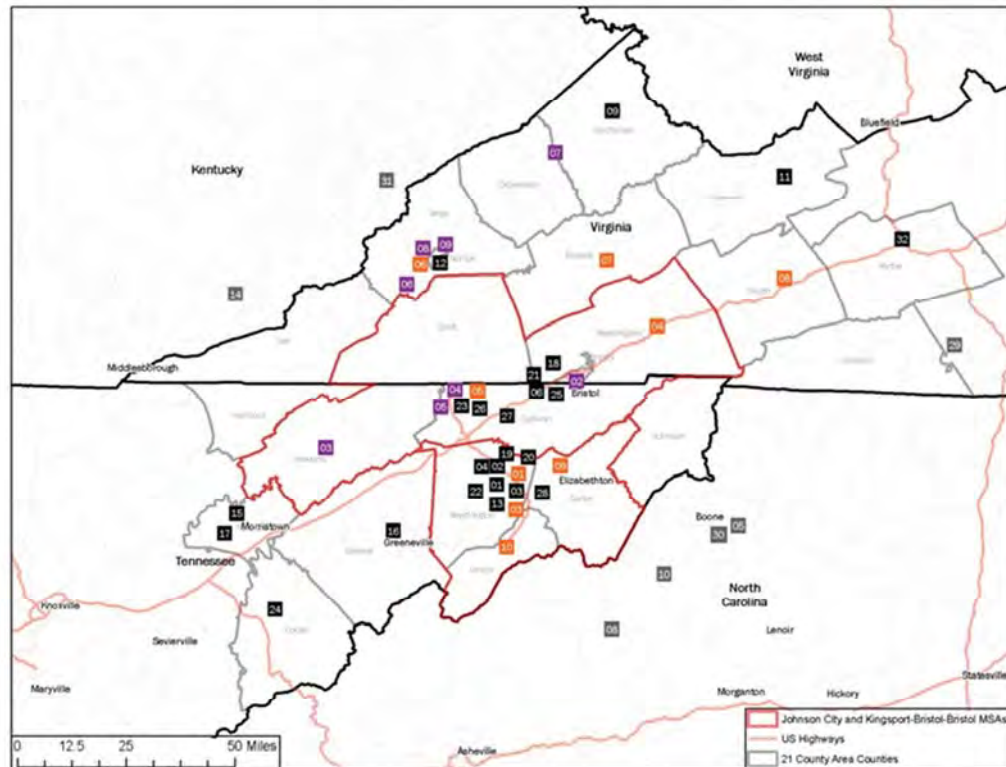 West
Virginia
09
Bluefield
07
Kentucky
31
11
Virginia
32
08
09
06
12
07
08
06
14
04
29
Middlesborough
18
21
02
04
05
06
25
Bristol
05
23
26
27
03
19
20
04
02
01
09
Elizabethton
01
22
03
28
13
03
15
Morristown
17
16
Greeneville
Boone
05
30
Tennessee
10
10
North
Carolina
24
Knoxville
08
Lenoir
Sevierville
Statesville
Maryville
Morganton
Hickory
Asheville
Johnson City and Kingsport-Bristol-Bristol MSAs
US Highways
21 County Area Counties
0 12.5 25 50 Miles